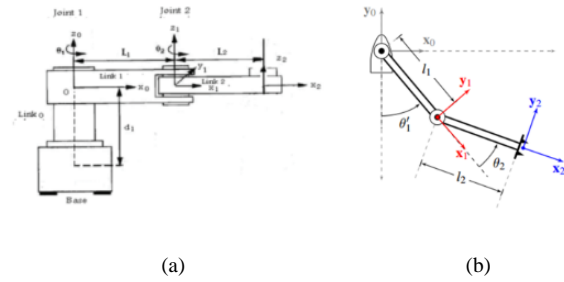 Joint 1
Joint 2
z₀
z₁
θ₁
L₁
θ₂
L₂
z₂
y₁
Link 1
Link 2
O
x₀
x₁
x₂
Link 0
d₁
Base
(a)
y₀
x₀
l₁
y₁
θ′₁
x₁
θ₂
l₂
y₂
x₂
(b)